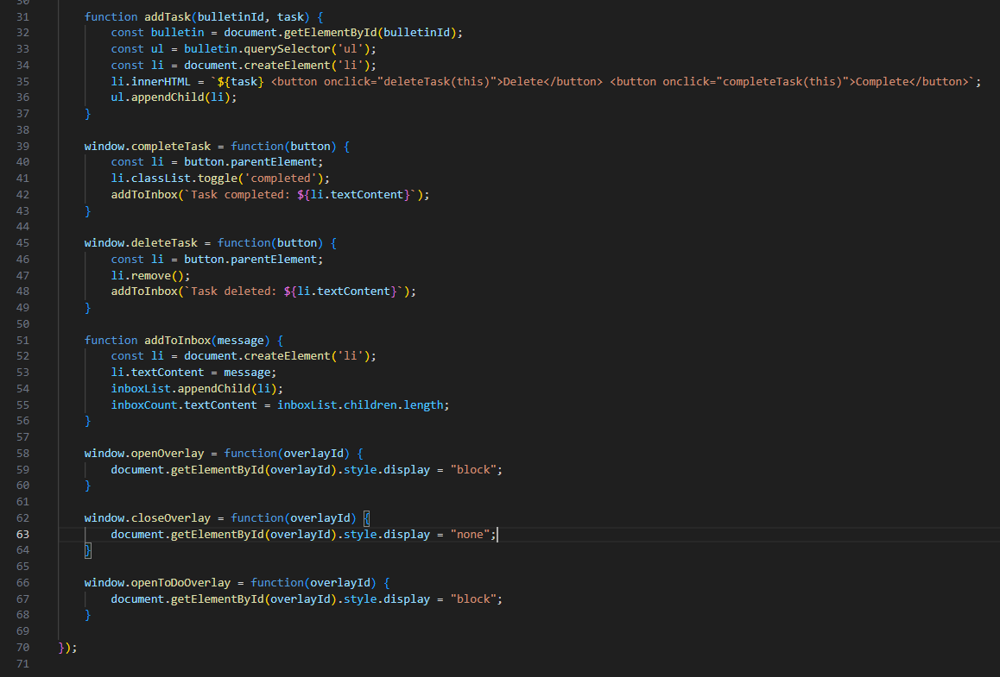 30
31 function addTask(bulletinId, task) {
32 const bulletin = document.getElementById(bulletinId);
33 const ul = bulletin.querySelector('ul');
34 const li = document.createElement('li');
35 li.innerHTML = `${task} <button onclick="deleteTask(this)">Delete</button> <button onclick="completeTask(this)">Complete</button>`;
36 ul.appendChild(li);
37 }
38
39 window.completeTask = function(button) {
40 const li = button.parentElement;
41 li.classList.toggle('completed');
42 addToInbox(`Task completed: ${li.textContent}`);
43 }
44
45 window.deleteTask = function(button) {
46 const li = button.parentElement;
47 li.remove();
48 addToInbox(`Task deleted: ${li.textContent}`);
49 }
50
51 function addToInbox(message) {
52 const li = document.createElement('li');
53 li.textContent = message;
54 inboxList.appendChild(li);
55 inboxCount.textContent = inboxList.children.length;
56 }
57
58 window.openOverlay = function(overlayId) {
59 document.getElementById(overlayId).style.display = "block";
60 }
61
62 window.closeOverlay = function(overlayId) {
63 document.getElementById(overlayId).style.display = "none";
64 }
65
66 window.openToDoOverlay = function(overlayId) {
67 document.getElementById(overlayId).style.display = "block";
68 }
69
70 });
71